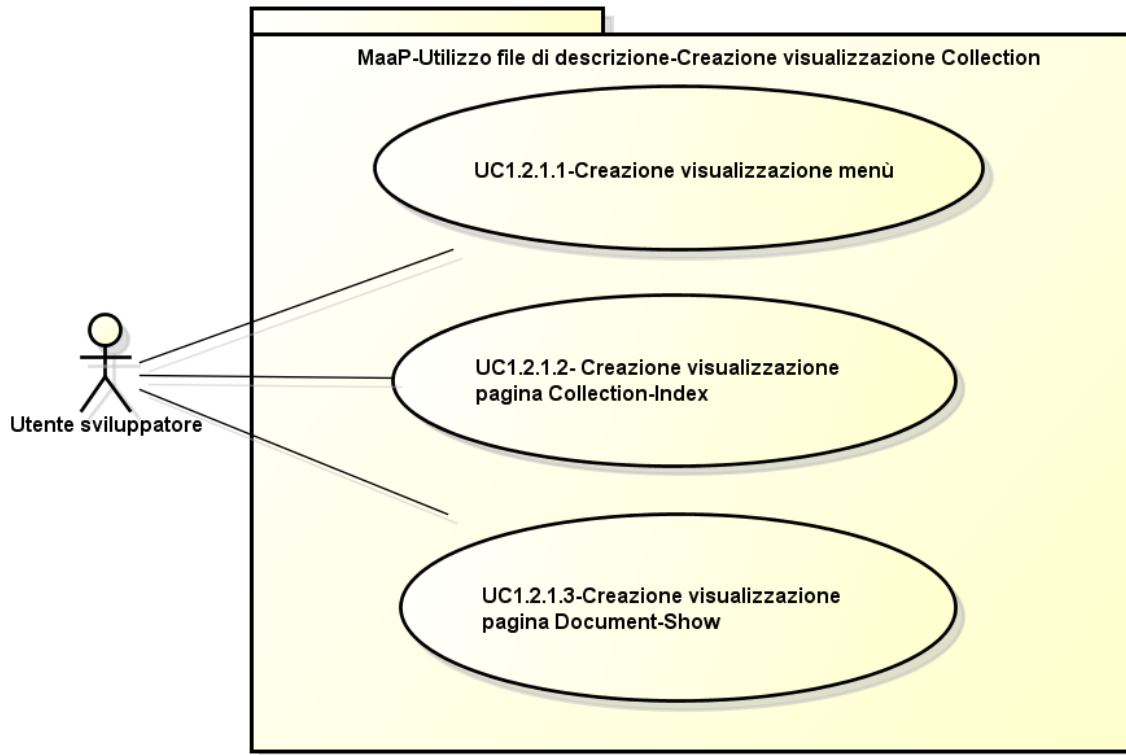 MaaP-Utilizzo file di descrizione-Creazione visualizzazione Collection
UC1.2.1.1-Creazione visualizzazione menù
UC1.2.1.2- Creazione visualizzazione
pagina Collection-Index
Utente sviluppatore
UC1.2.1.3-Creazione visualizzazione
pagina Document-Show